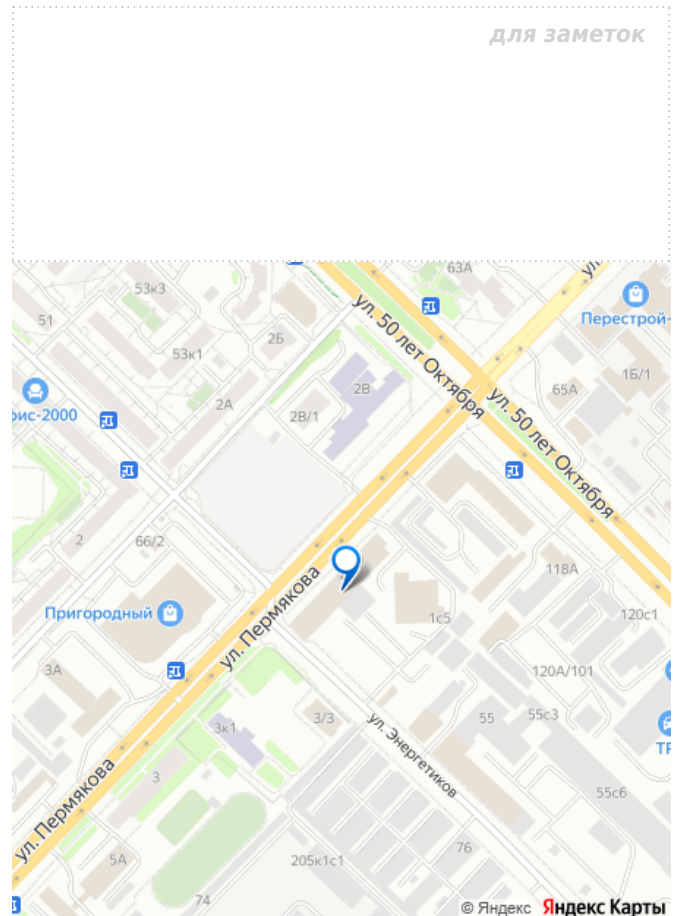 для заметок
63А
ул.
53к3
Перестрой-
51
2Б
ул. 50 лет Октября
53к1
1Б/1
2В
65А
ис-2000
2А
2В/1
ул. 50 лет Октября
2
66/2
118А
ул. Пермякова
Пригородный
1с5
120с1
3А
120А/101
3к1
3/3
ул. Энергетиков
55
55с3
ТР
3
ул. Пермякова
55с6
5А
205к1с1
76
74
© Яндекс Яндекс Карты